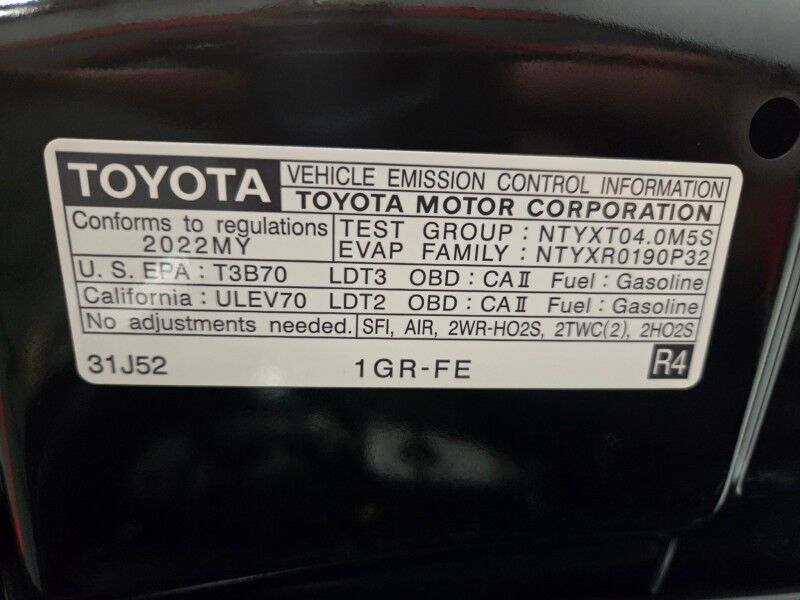 TOYOTA VEHICLE EMISSION CONTROL INFORMATION
TOYOTA MOTOR CORPORATION
Conforms to regulations
2022MY
TEST GROUP : NTYXT04.0M5S
EVAP FAMILY : NTYXR0190P32
U. S. EPA : T3B70 LDT3 OBD : CAⅡ Fuel : Gasoline
California : ULEV70 LDT2 OBD : CAⅡ Fuel : Gasoline
No adjustments needed. SFI, AIR, 2WR-HO2S, 2TWC(2), 2HO2S
31J52 1GR-FE R4